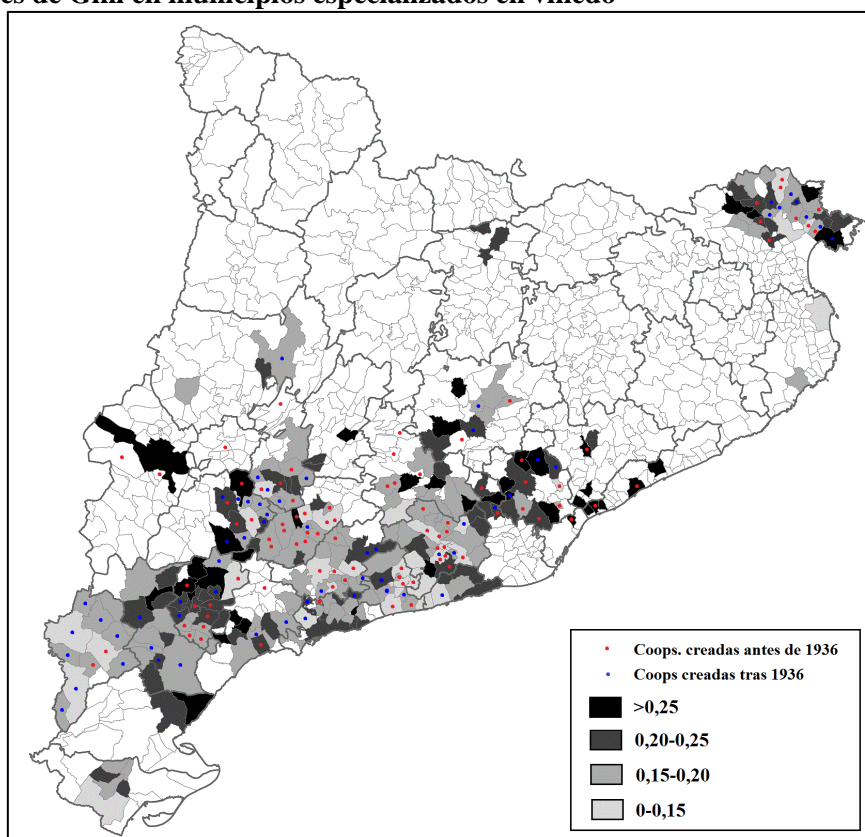 es de Gini en municipios especializados en viñedo
Coops. creadas antes de 1936
Coops creadas tras 1936
>0,25
0,20-0,25
0,15-0,20
0-0,15